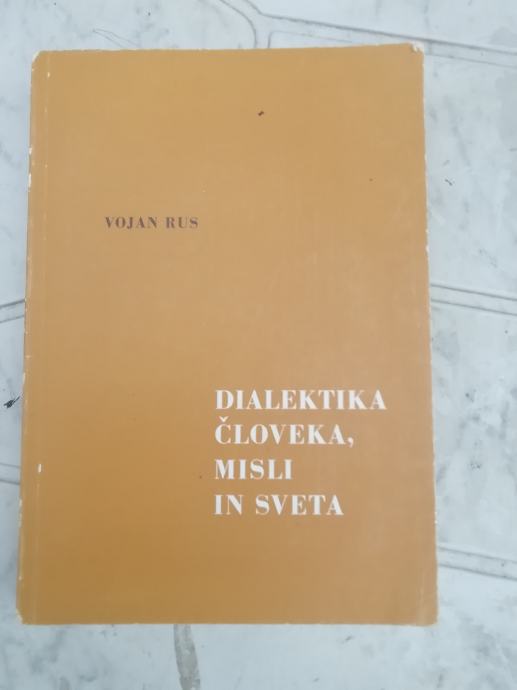 VOJAN RUS
DIALEKTIKA
ČLOVEKA,
MISLI
IN SVETA